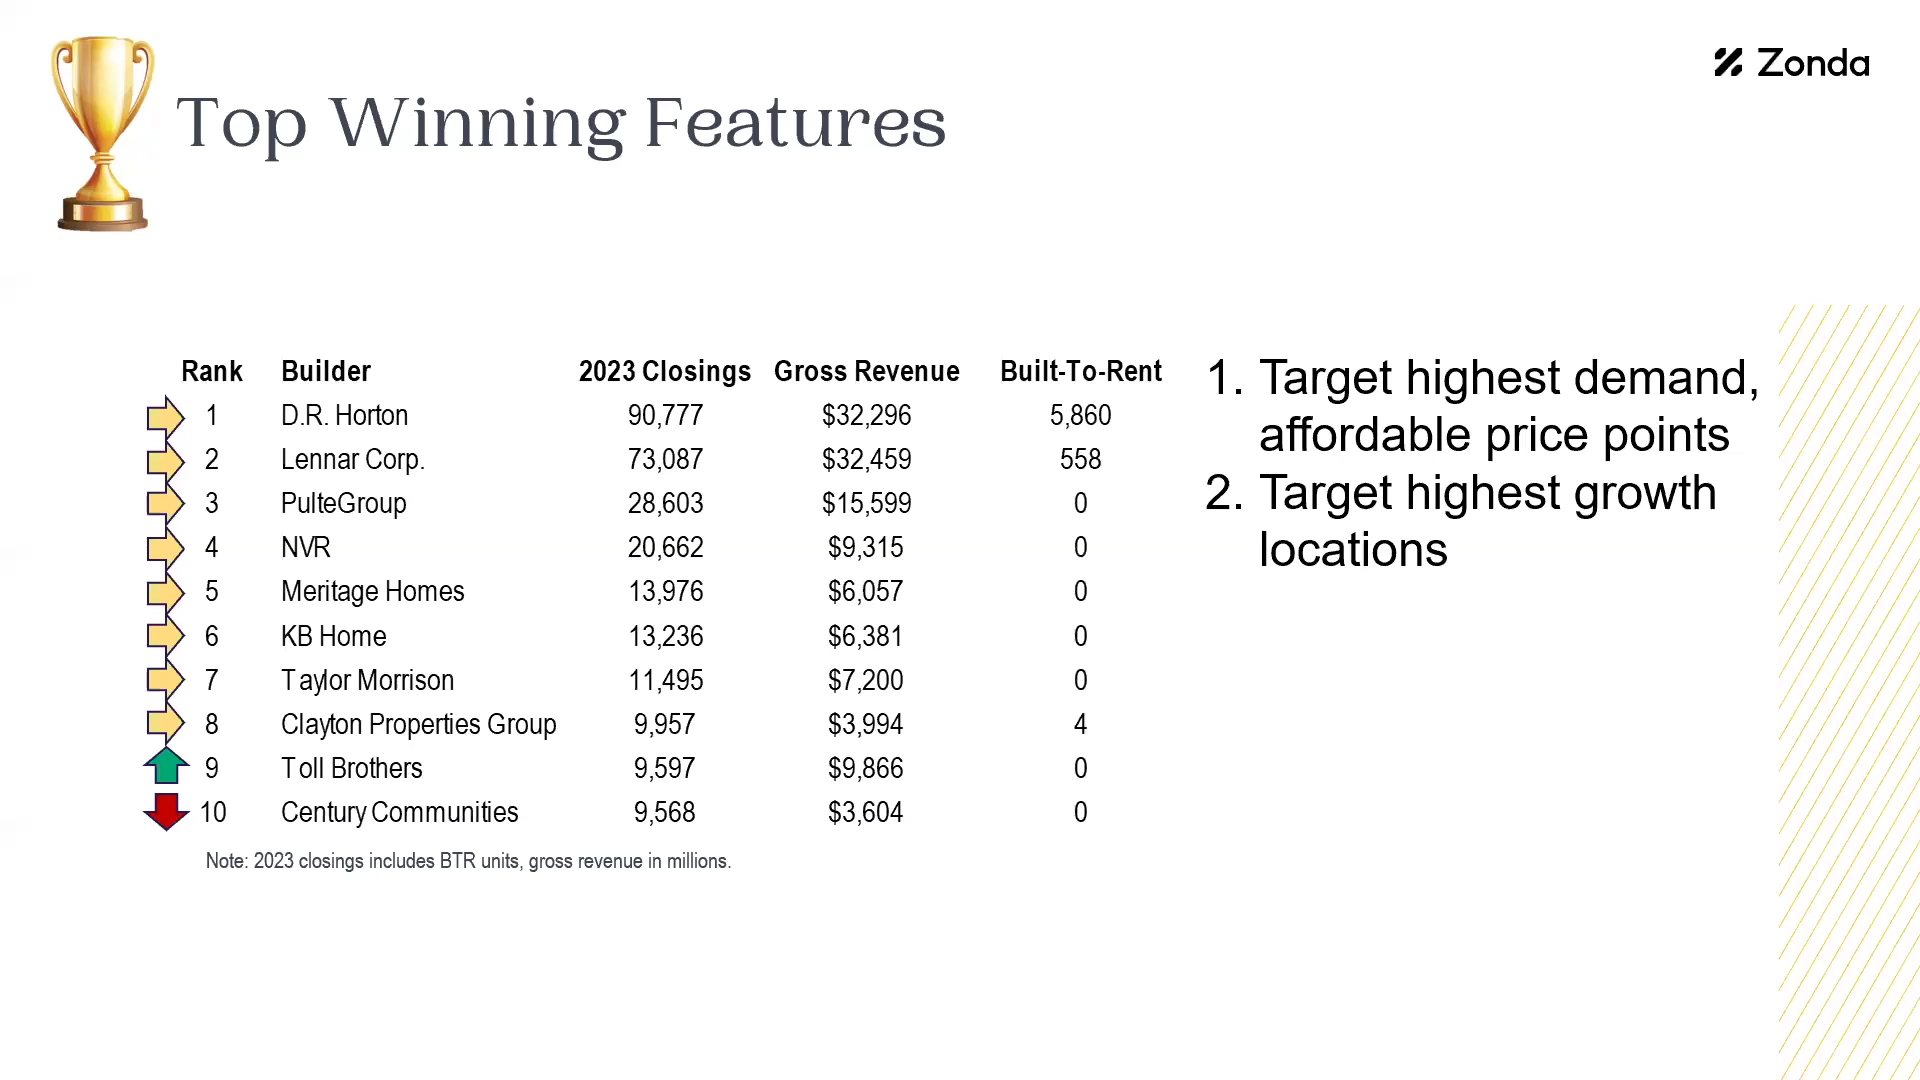 Zonda
Top Winning Features
Rank Builder 2023 Closings Gross Revenue Built-To-Rent
1 D.R. Horton 90,777 $32,296 5,860
2 Lennar Corp. 73,087 $32,459 558
3 PulteGroup 28,603 $15,599 0
4 NVR 20,662 $9,315 0
5 Meritage Homes 13,976 $6,057 0
6 KB Home 13,236 $6,381 0
7 Taylor Morrison 11,495 $7,200 0
8 Clayton Properties Group 9,957 $3,994 4
9 Toll Brothers 9,597 $9,866 0
10 Century Communities 9,568 $3,604 0
Note: 2023 closings includes BTR units, gross revenue in millions.
1. Target highest demand,
affordable price points
2. Target highest growth
locations